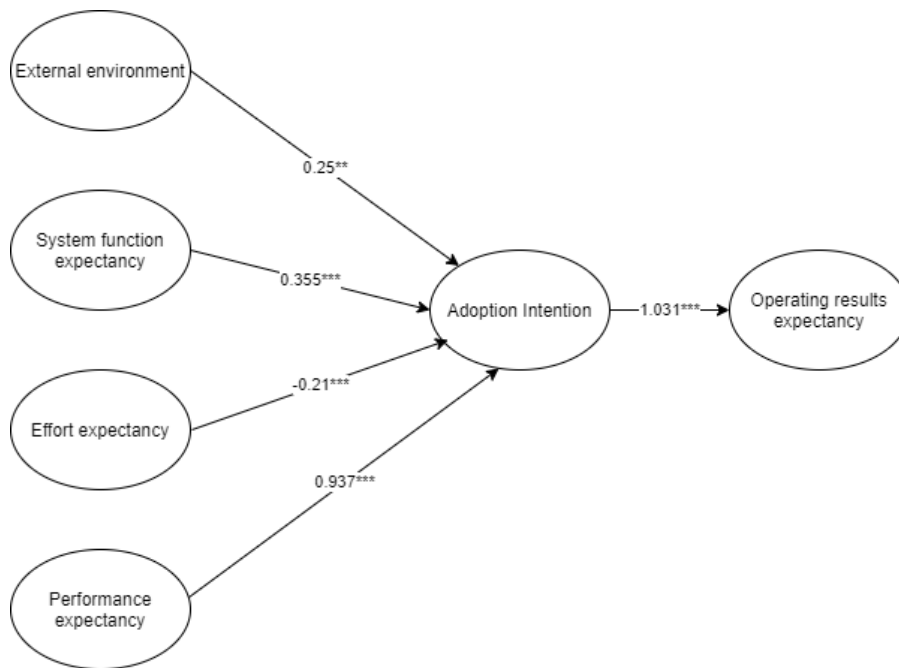 External environment
0.25**
System function
expectancy
0.355***
Adoption Intention
1.031***
Operating results
expectancy
-0.21***
Effort expectancy
0.937***
Performance
expectancy